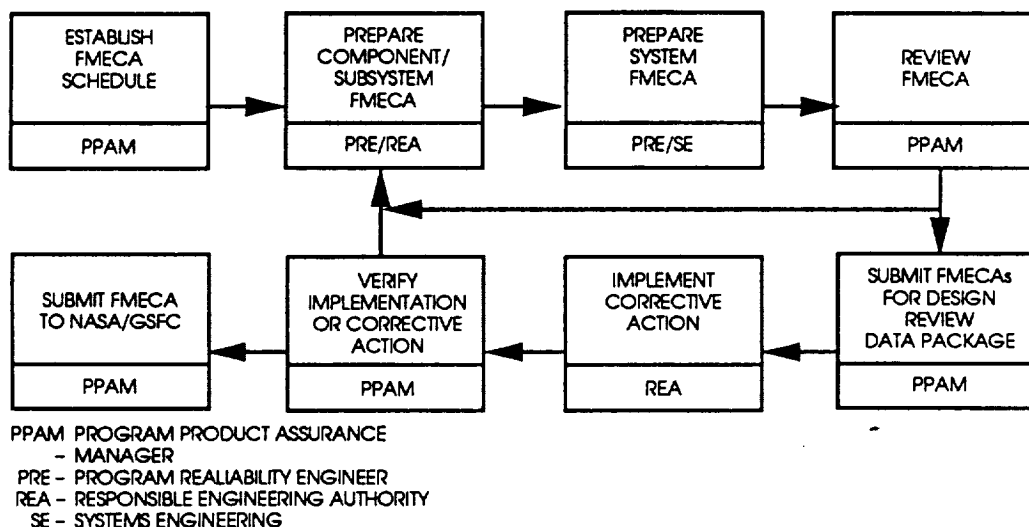 ESTABLISH
FMECA
SCHEDULE
PPAM
PREPARE
COMPONENT/
SUBSYSTEM
FMECA
PRE/REA
PREPARE
SYSTEM
FMECA
PRE/SE
REVIEW
FMECA
PPAM
SUBMIT FMECA
TO NASA/GSFC
PPAM
VERIFY
IMPLEMENTATION
OR CORRECTIVE
ACTION
PPAM
IMPLEMENT
CORRECTIVE
ACTION
REA
SUBMIT FMECAs
FOR DESIGN
REVIEW
DATA PACKAGE
PPAM
PPAM PROGRAM PRODUCT ASSURANCE
– MANAGER
PRE – PROGRAM REALIABILITY ENGINEER
REA – RESPONSIBLE ENGINEERING AUTHORITY
SE – SYSTEMS ENGINEERING